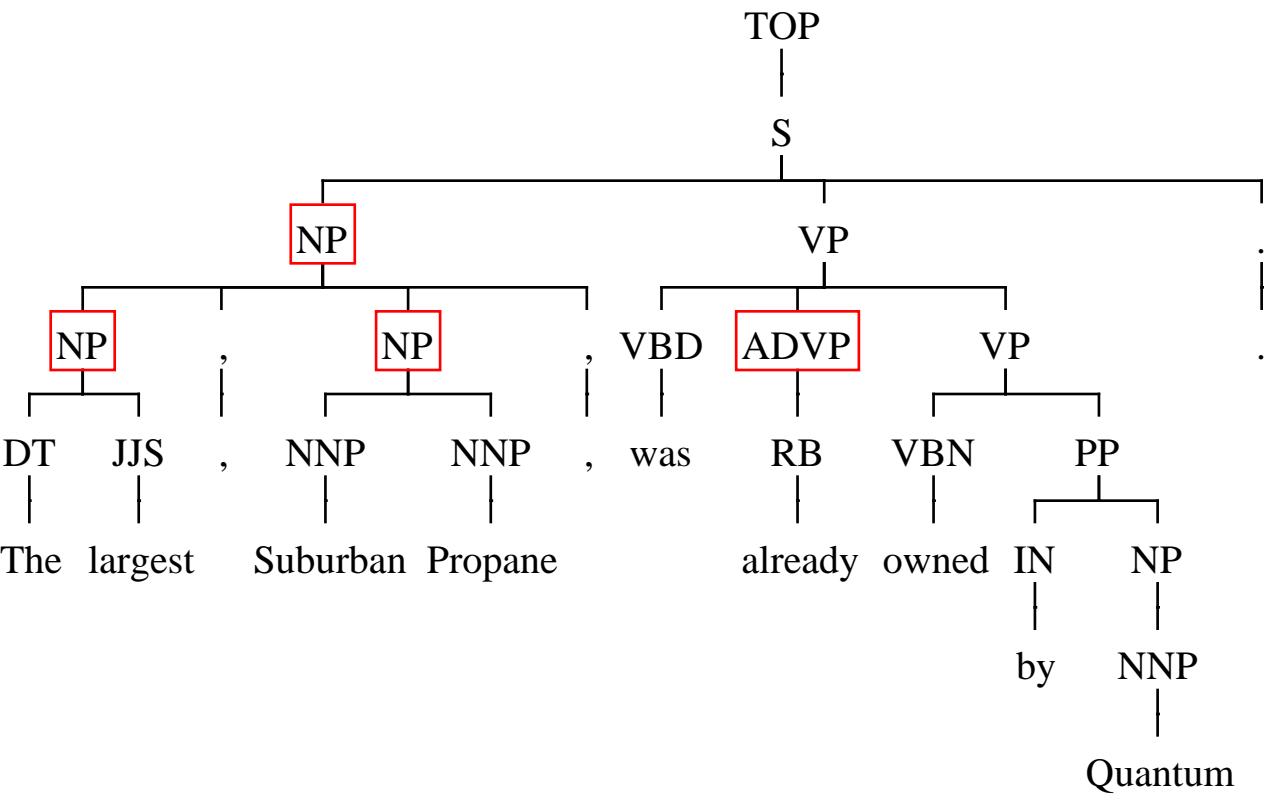 TOP
S
NP VP .
NP , NP , VBD ADVP VP .
DT JJS , NNP NNP , was RB VBN PP
The largest Suburban Propane already owned IN NP
by NNP
Quantum